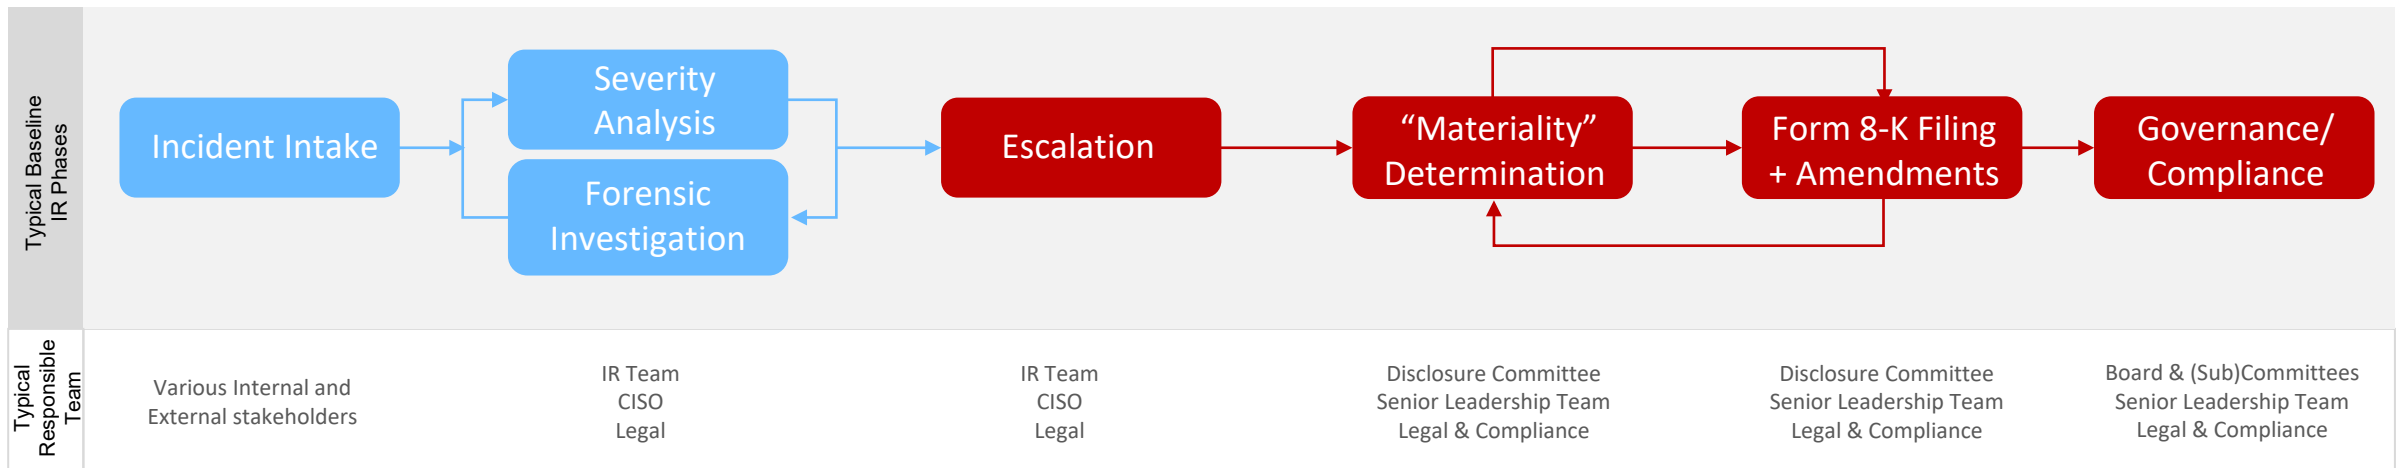 Typical Baseline
IR Phases
Incident Intake
Severity
Analysis
Forensic
Investigation
Escalation
“Materiality”
Determination
Form 8-K Filing
+ Amendments
Governance/
Compliance
Typical
Responsible
Team
Various Internal and
External stakeholders
IR Team
CISO
Legal
IR Team
CISO
Legal
Disclosure Committee
Senior Leadership Team
Legal & Compliance
Disclosure Committee
Senior Leadership Team
Legal & Compliance
Board & (Sub)Committees
Senior Leadership Team
Legal & Compliance